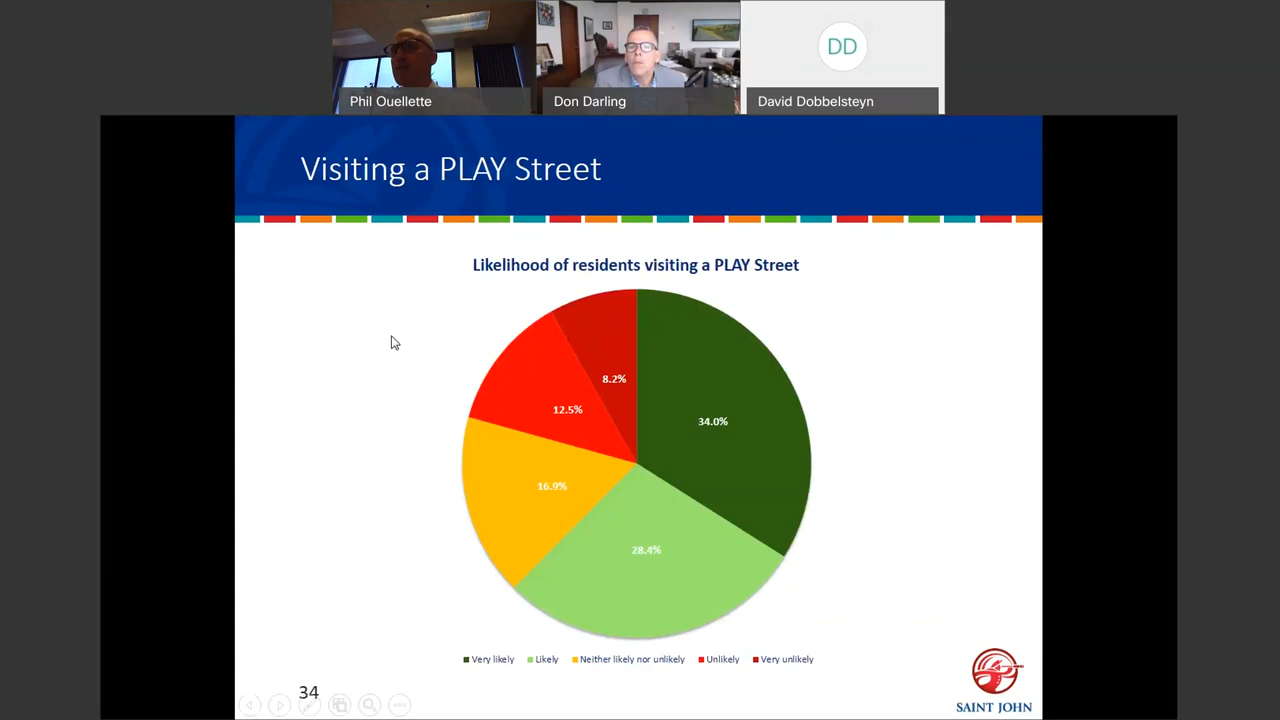 DD
Phil Ouellette
Don Darling
David Dobbelsteyn
Visiting a PLAY Street
Likelihood of residents visiting a PLAY Street
8.2%
34.0%
12.5%
16.9%
28.4%
Very likely Likely Neither likely nor unlikely Unlikely Very unlikely
34
SAINT JOHN